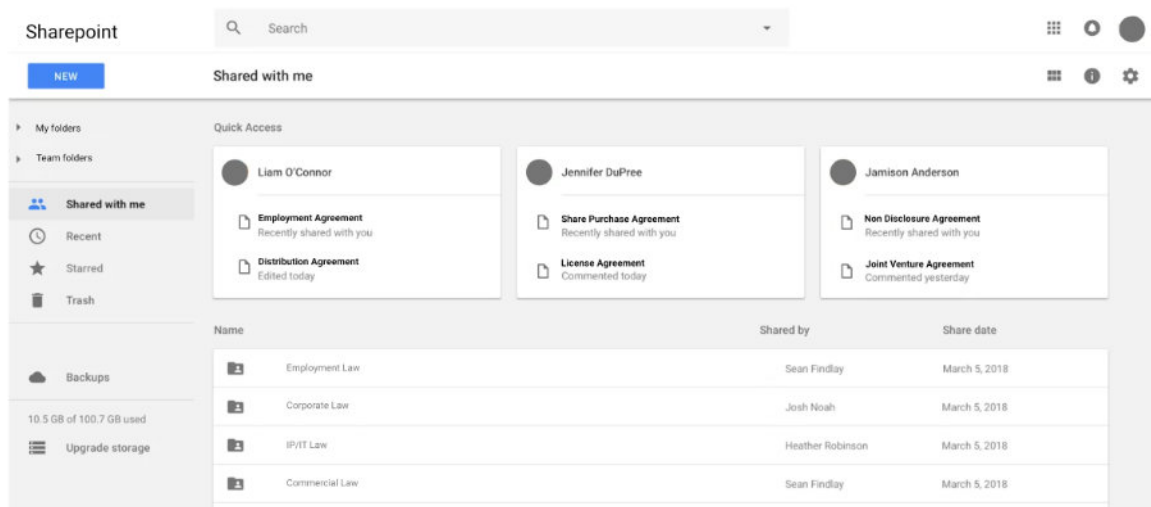 Sharepoint
Search
NEW
Shared with me
My folders
Team folders
Shared with me
Recent
Starred
Trash
Backups
10.5 GB of 100.7 GB used
Upgrade storage
Quick Access
Liam O'Connor
Employment Agreement
Recently shared with you
Distribution Agreement
Edited today
Jennifer DuPree
Share Purchase Agreement
Recently shared with you
License Agreement
Commented today
Jamison Anderson
Non Disclosure Agreement
Recently shared with you
Joint Venture Agreement
Commented yesterday
Name Shared by Share date
Employment Law Sean Findlay March 5, 2018
Corporate Law Josh Noah March 5, 2018
IP/IT Law Heather Robinson March 5, 2018
Commercial Law Sean Findlay March 5, 2018